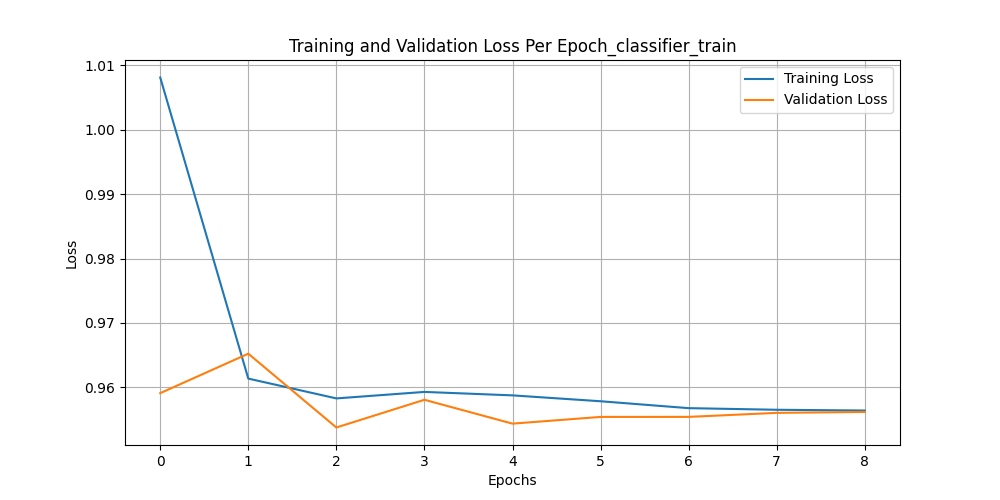 Training and Validation Loss Per Epoch_classifier_train
1.01
1.00
0.99
0.98
0.97
0.96
Loss
Training Loss
Validation Loss
0 1 2 3 4 5 6 7 8
Epochs